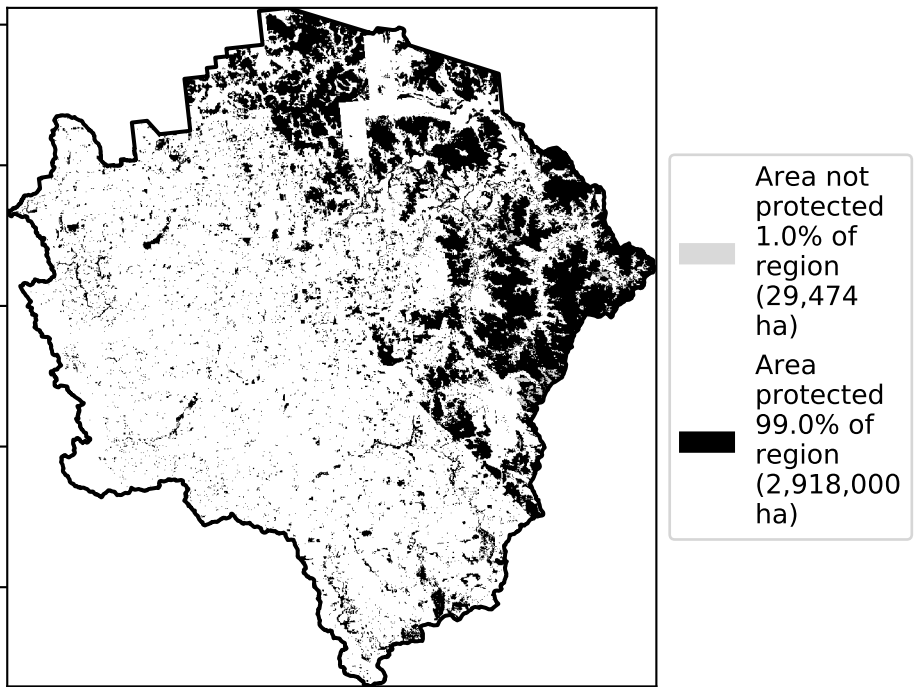 Area not
protected
1.0% of
region
(29,474
ha)
Area
protected
99.0% of
region
(2,918,000
ha)